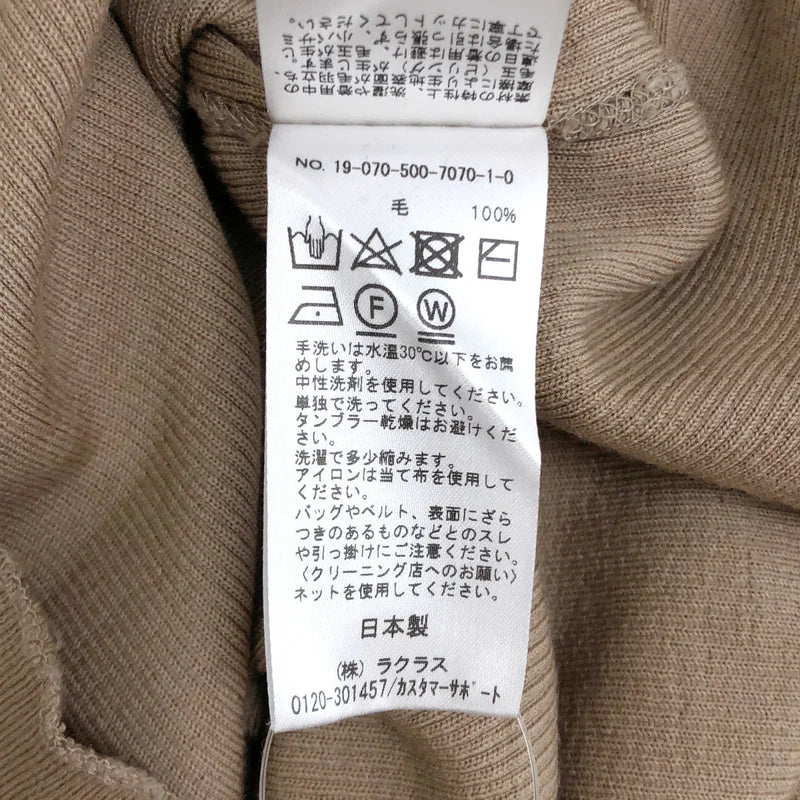 NO. 19-070-500-7070-1-0
毛 100%
F W
手洗いは水温30℃以下をお薦
めします。
中性洗剤を使用してください。
単独で洗ってください。
タンブラー乾燥はお避けくだ
さい。
洗濯で多少縮みます。
アイロンは当て布を使用して
ください。
バッグやベルト、表面にざら
つきのあるものなどとのスレ
や引っ掛けにご注意ください。
〈クリーニング店へのお願い〉
ネットを使用してください。
日本製
(株) ラクラス
0120-301457/カスタマーサポート